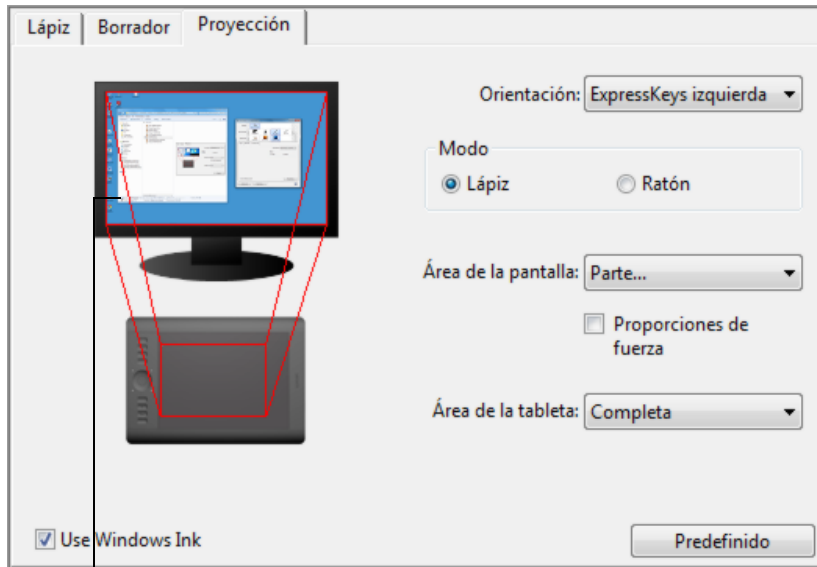 Lápiz
Borrador
Proyección
Orientación: ExpressKeys izquierda
Modo
Lápiz
Ratón
Área de la pantalla: Parte...
Proporciones de
fuerza
Área de la tableta: Completa
Use Windows Ink
Predefinido